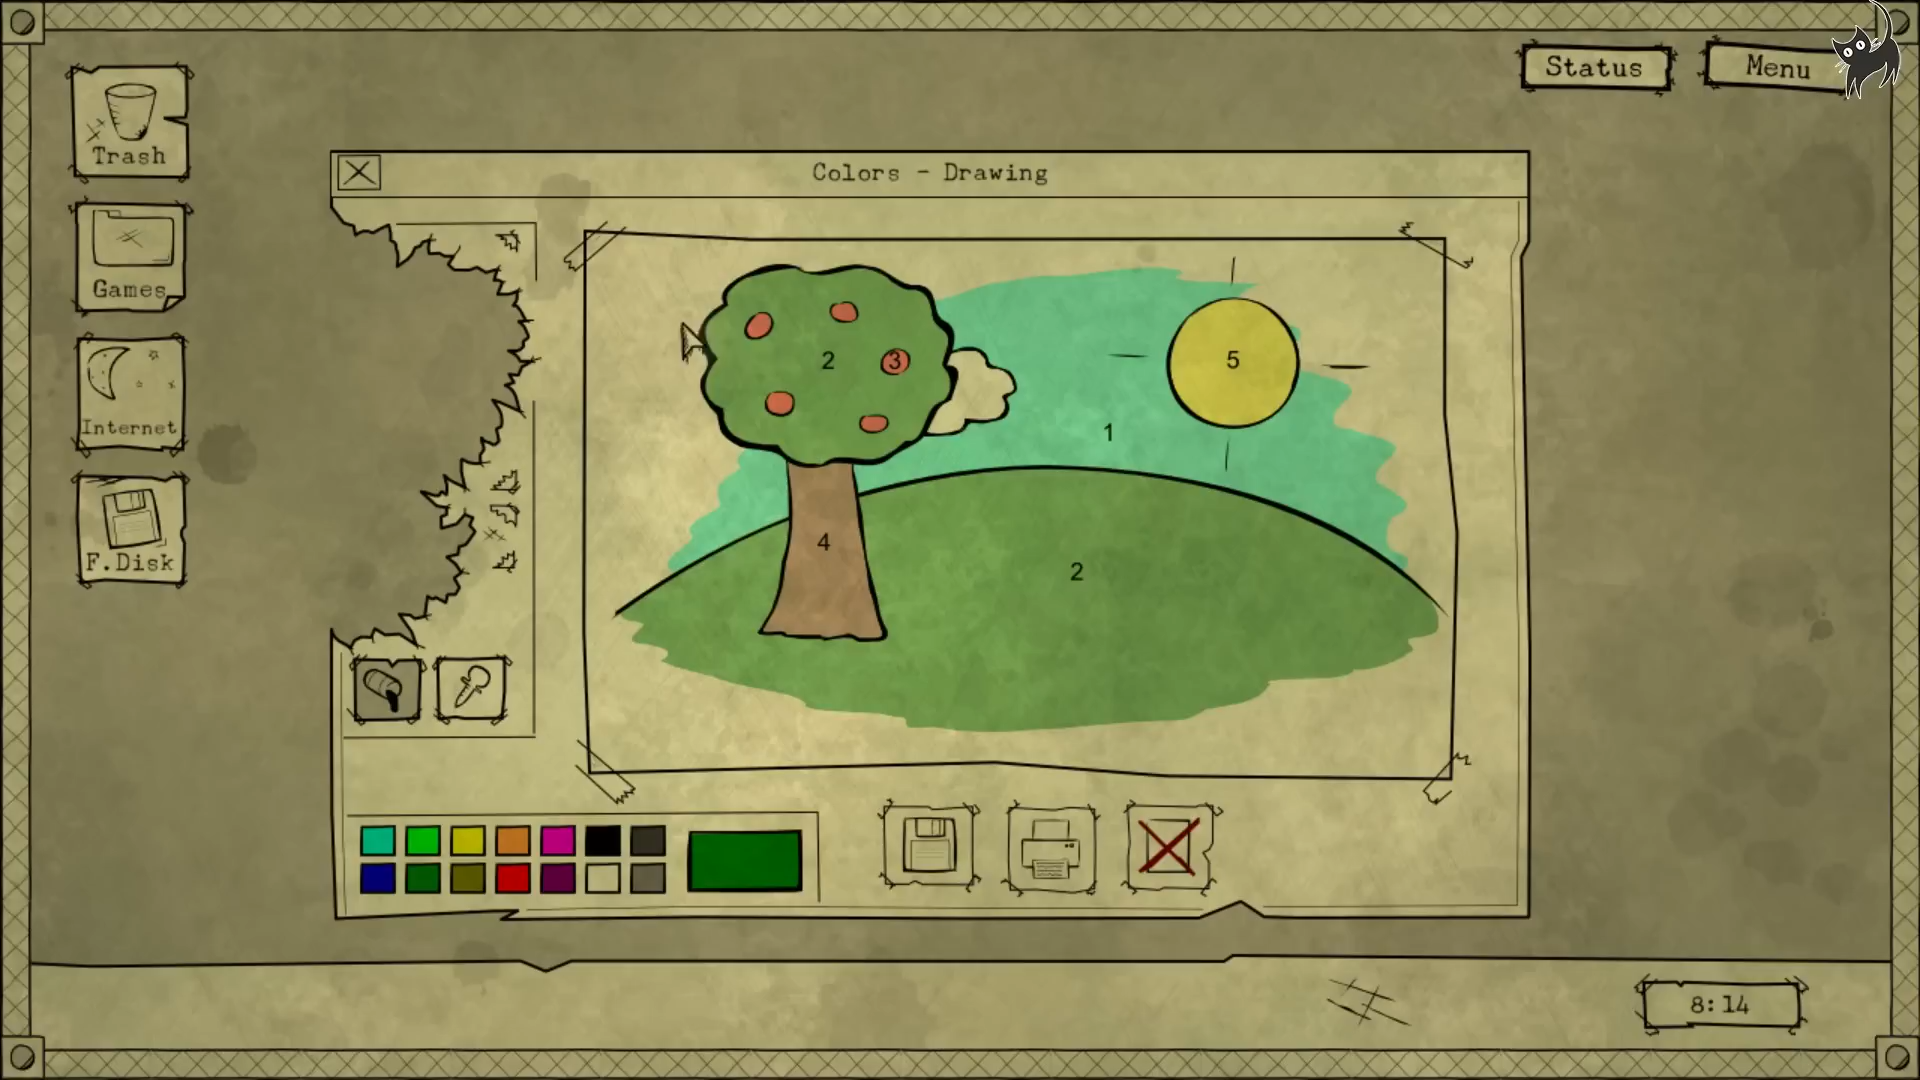 Status
Menu
Trash
Games
Internet
F.Disk
Colors - Drawing
2
3
5
1
4
2
8:14